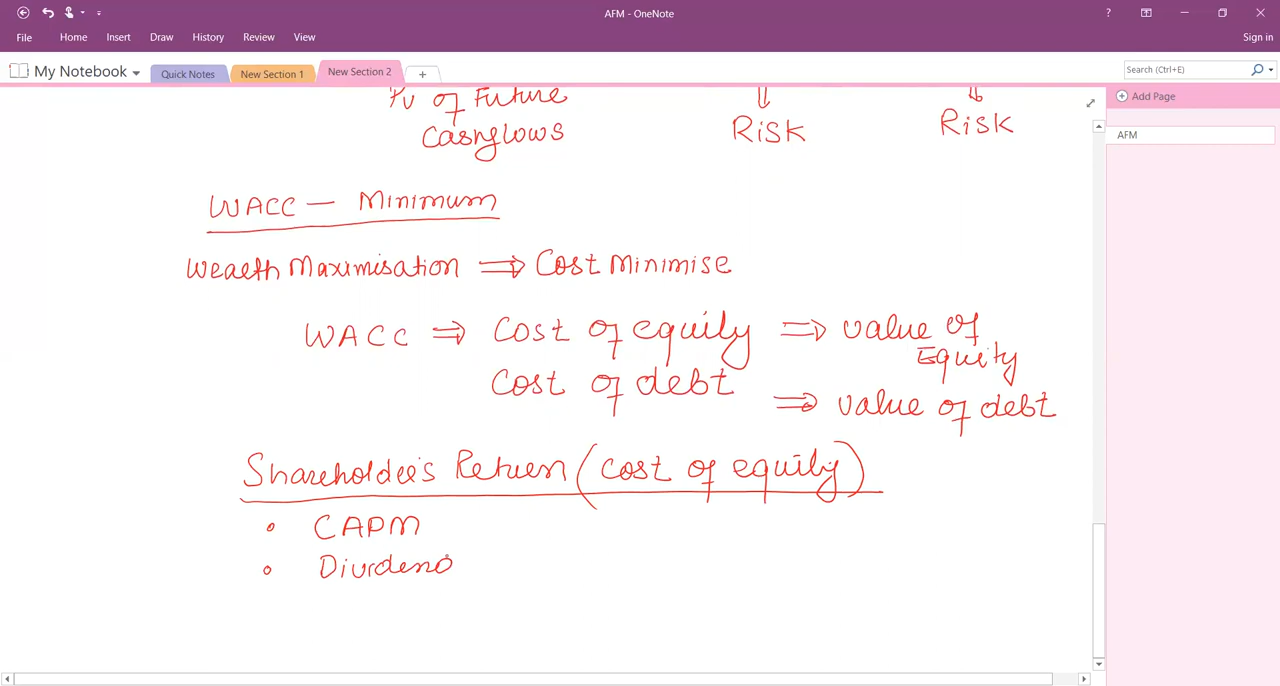 AFM - OneNote
File Home Insert Draw History Review View Sign in
My Notebook Quick Notes New Section 1 New Section 2 + Search (Ctrl+E)
Add Page
AFM
PV of Future
Cashflows
Risk Risk
WACC - Minimum
Wealth Maximisation ⇒ Cost Minimise
WACC ⇒ Cost of equity ⇒ value of
Equity
Cost of debt
⇒ value of debt
Shareholder's Return (cost of equity)
• CAPM
• Dividend